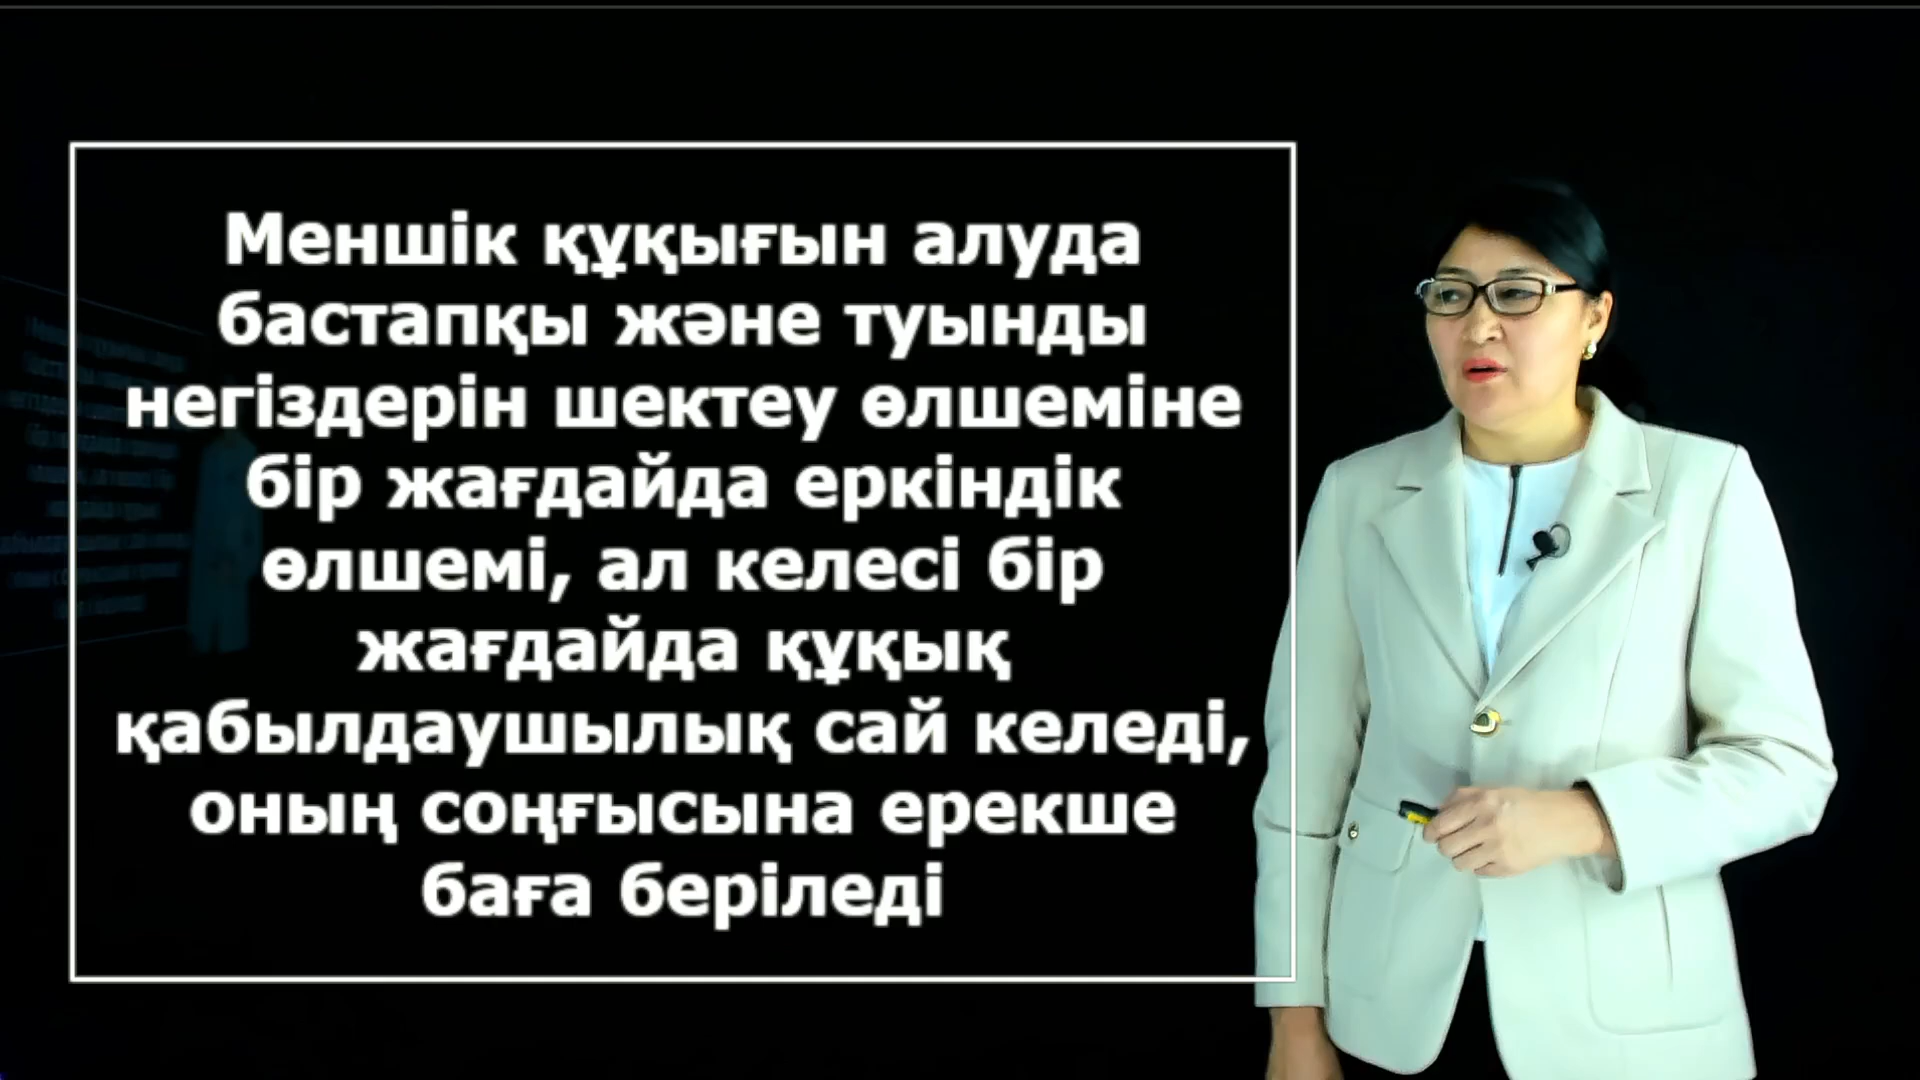 Меншік құқығын алуда
бастапқы және туынды
негіздерін шектеу өлшеміне
бір жағдайда еркіндік
өлшемі, ал келесі бір
жағдайда құқық
қабылдаушылық сай келеді,
оның соңғысына ерекше
баға беріледі